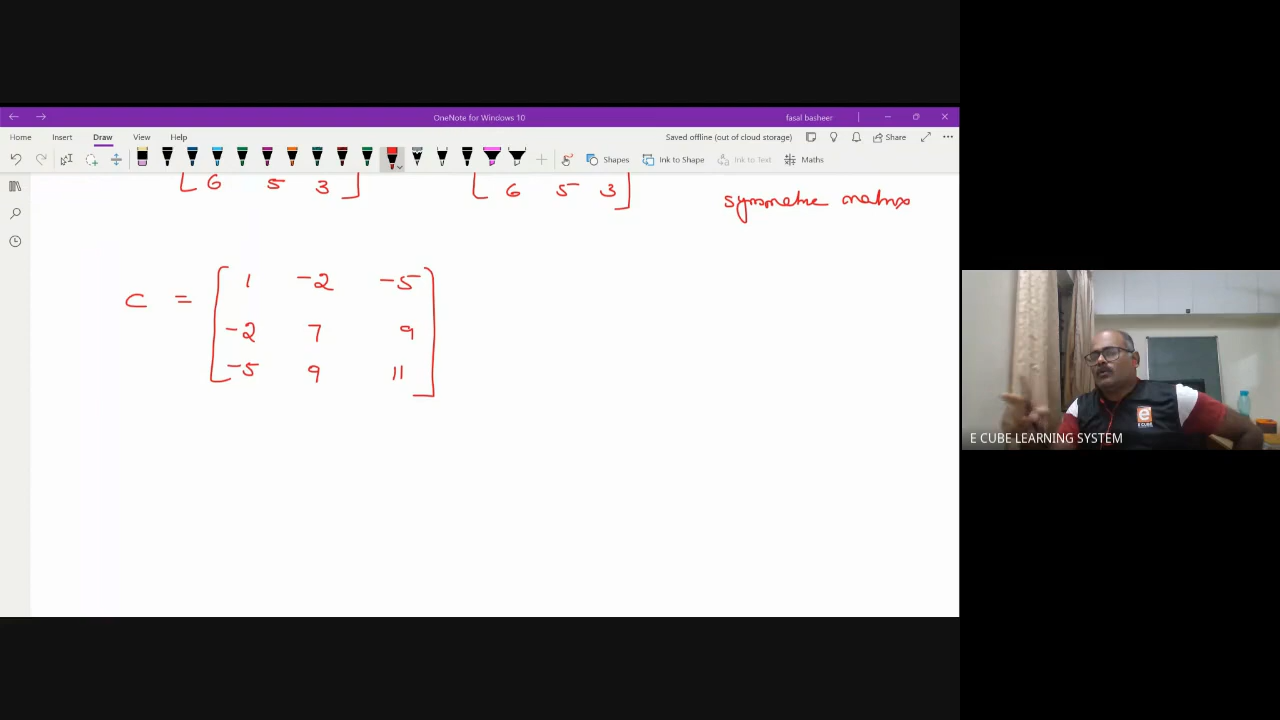 OneNote for Windows 10
fasal basheer
Home Insert Draw View Help
Saved offline (out of cloud storage)
Share
Shapes
Ink to Shape
Ink to Text
Maths
6 5 3
6 5 3
symmetric matrix
C = [ 1 -2 -5
-2 7 9
-5 9 11 ]
e
E CUBE
E CUBE LEARNING SYSTEM